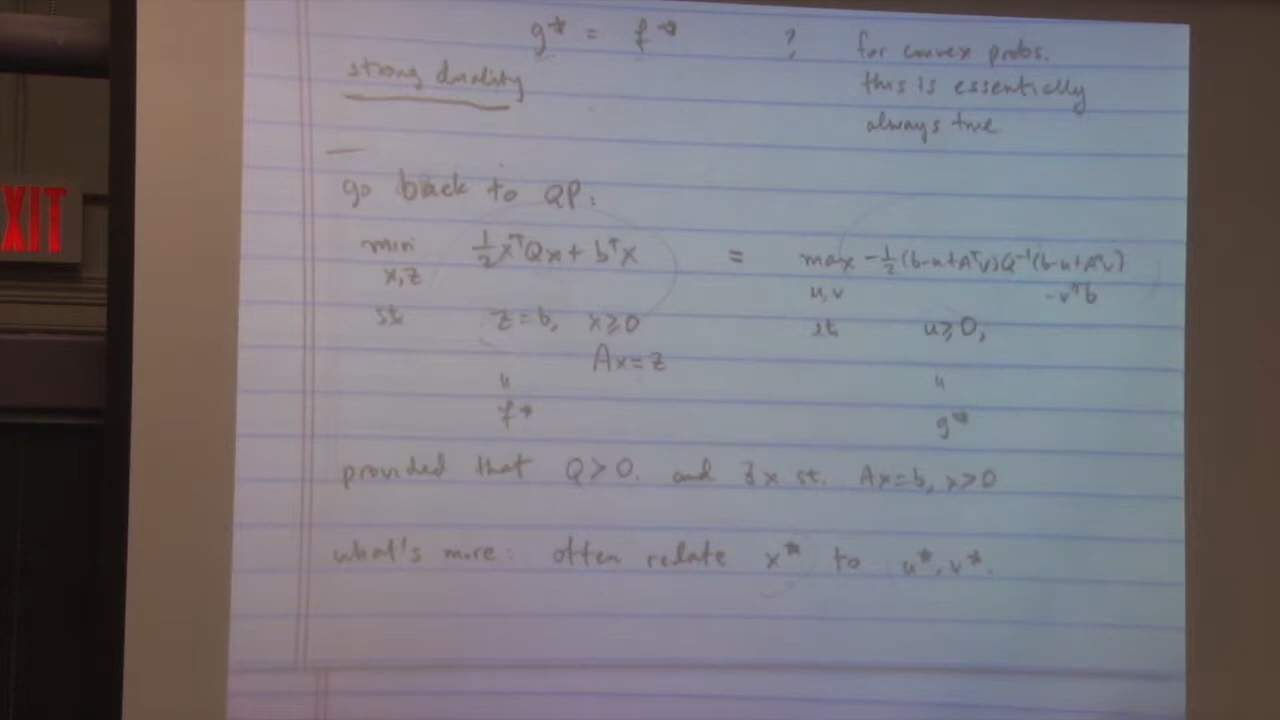 g* = f* ? for convex probs.
strong duality this is essentially
always true
EXIT
go back to QP:
min ½xᵀQx + bᵀx = max -½(b-u+Aᵀv)Q⁻¹(b-u+Aᵀv)
x,z u,v -vᵀb
st z=b, x≥0 st u≥0,
Ax=z
" "
f* g*
provided that Q>0. and ∃x st. Ax=b, x>0
what's more: often relate x* to u*,v*.